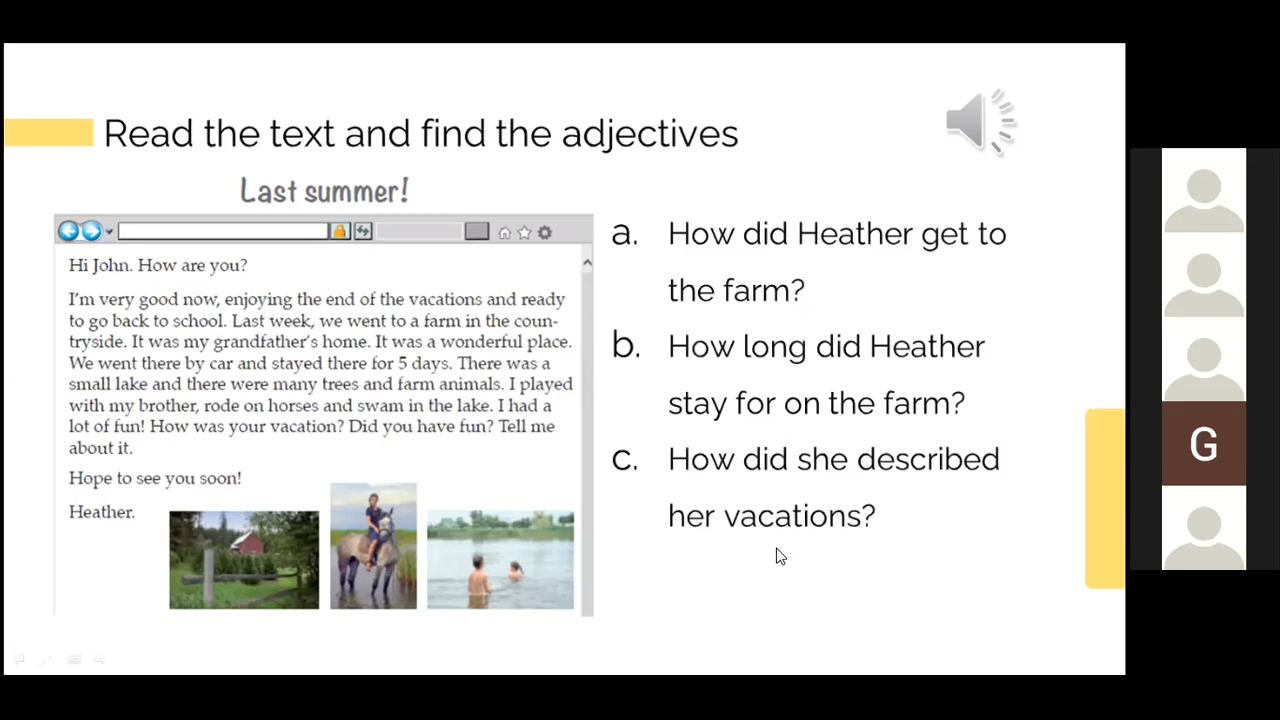 Read the text and find the adjectives
Last summer!
Hi John. How are you?
I'm very good now, enjoying the end of the vacations and ready
to go back to school. Last week, we went to a farm in the coun-
tryside. It was my grandfather's home. It was a wonderful place.
We went there by car and stayed there for 5 days. There was a
small lake and there were many trees and farm animals. I played
with my brother, rode on horses and swam in the lake. I had a
lot of fun! How was your vacation? Did you have fun? Tell me
about it.
Hope to see you soon!
Heather.
a. How did Heather get to
the farm?
b. How long did Heather
stay for on the farm?
c. How did she described
her vacations?
G